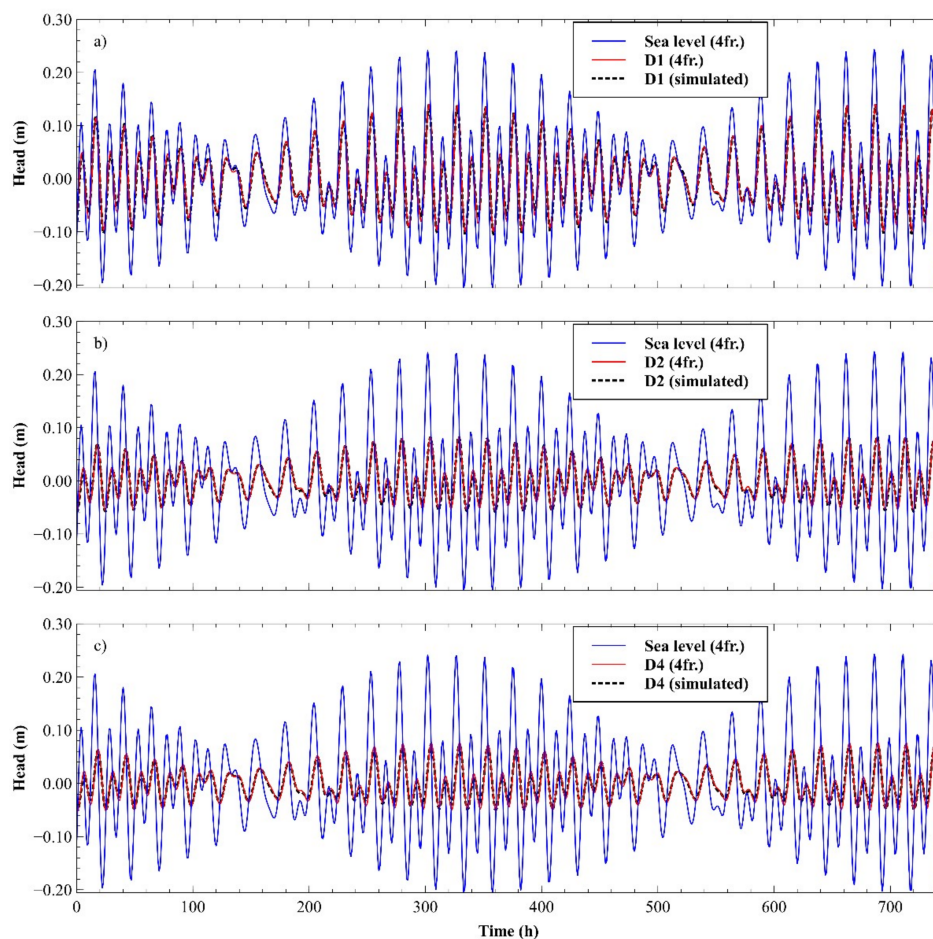 a)
Sea level (4fr.)
D1 (4fr.)
D1 (simulated)
Head (m)
0.30
0.20
0.10
0.00
−0.10
−0.20
b)
Sea level (4fr.)
D2 (4fr.)
D2 (simulated)
Head (m)
0.30
0.20
0.10
0.00
−0.10
−0.20
c)
Sea level (4fr.)
D4 (4fr.)
D4 (simulated)
Head (m)
0.30
0.20
0.10
0.00
−0.10
−0.20
0 100 200 300 400 500 600 700
Time (h)